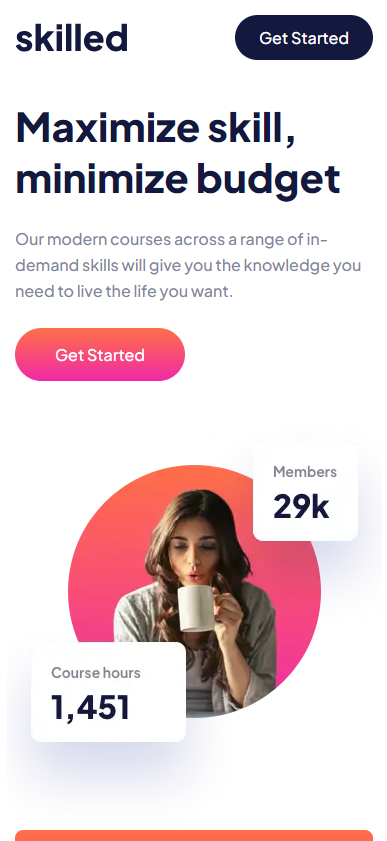 skilled
Get Started
Maximize skill,
minimize budget
Our modern courses across a range of in-
demand skills will give you the knowledge you
need to live the life you want.
Get Started
Members
29k
Course hours
1,451